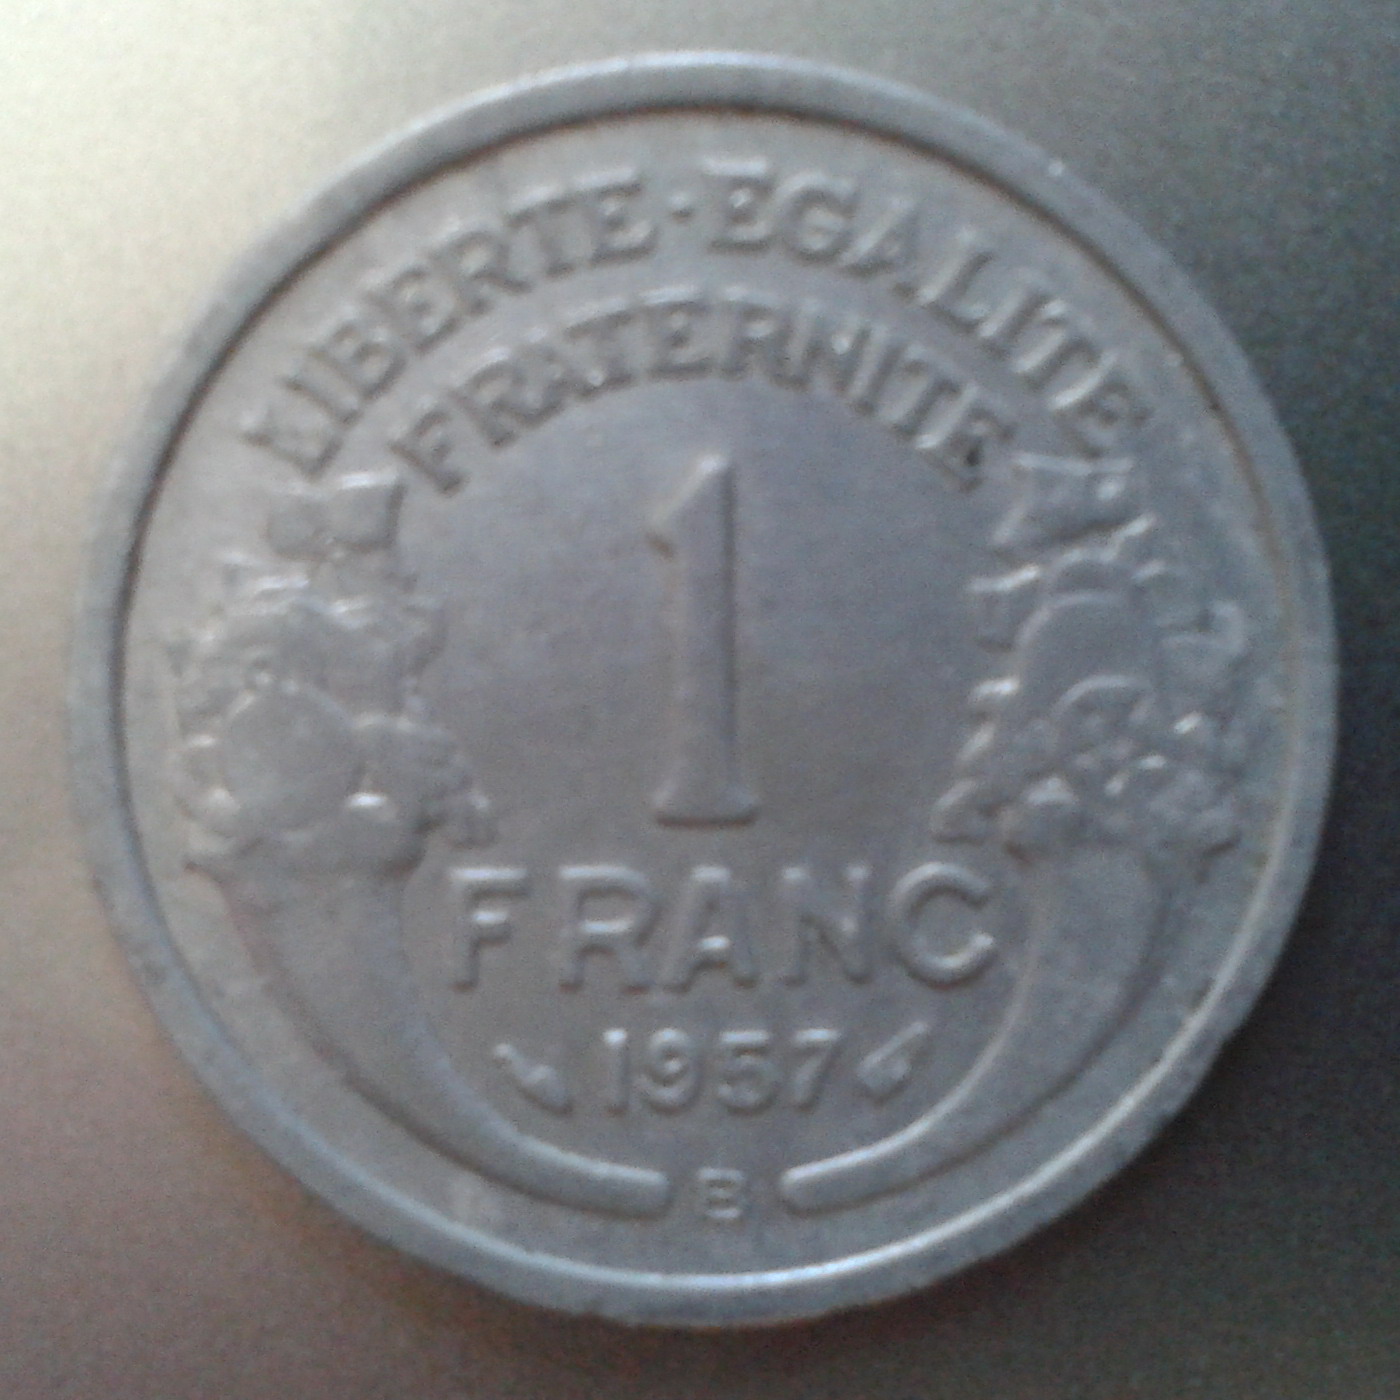 LIBERTE · EGALITE
FRATERNITE
1
FRANC
1957
B